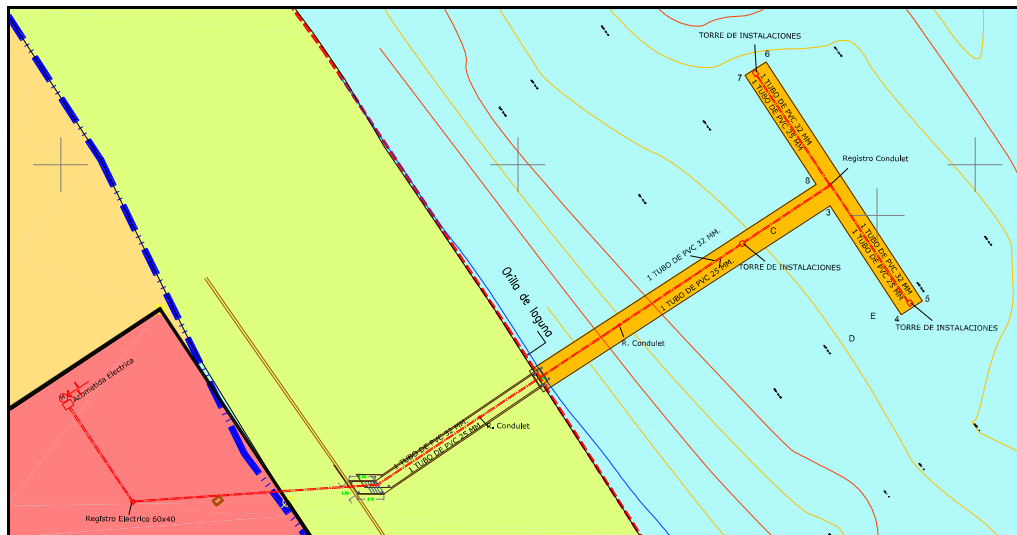 TORRE DE INSTALACIONES
6
7
1 TUBO DE PVC 32 MM
1 TUBO DE PVC 25 MM
Registro Condulet
8
3
C
1 TUBO DE PVC 32 MM.
1 TUBO DE PVC 25 MM.
TORRE DE INSTALACIONES
1 TUBO DE PVC 32 MM
1 TUBO DE PVC 25 MM
5
4
E
TORRE DE INSTALACIONES
D
Orilla de laguna
R. Condulet
Acometida Electrica
M
R. Condulet
1 TUBO DE PVC 32 MM.
1 TUBO DE PVC 25 MM.
Registro Electrico 60x40